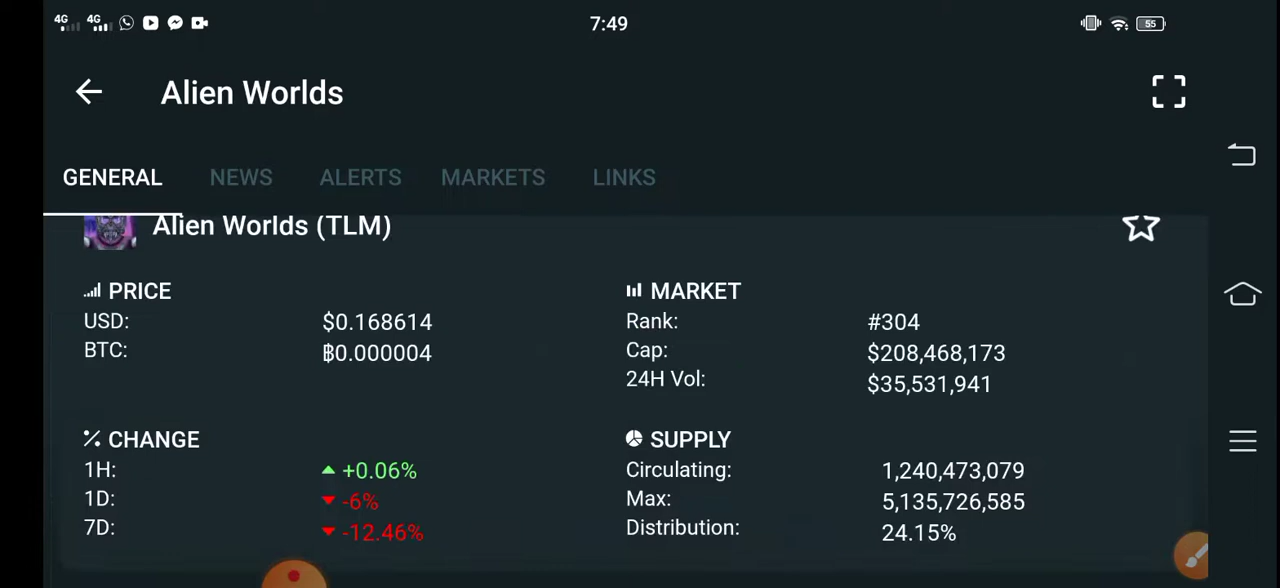 4G 4G 7:49 55
Alien Worlds
GENERAL NEWS ALERTS MARKETS LINKS
Alien Worlds (TLM)
PRICE
USD: $0.168614
BTC: ฿0.000004
MARKET
Rank: #304
Cap: $208,468,173
24H Vol: $35,531,941
CHANGE
1H: +0.06%
1D: -6%
7D: -12.46%
SUPPLY
Circulating: 1,240,473,079
Max: 5,135,726,585
Distribution: 24.15%